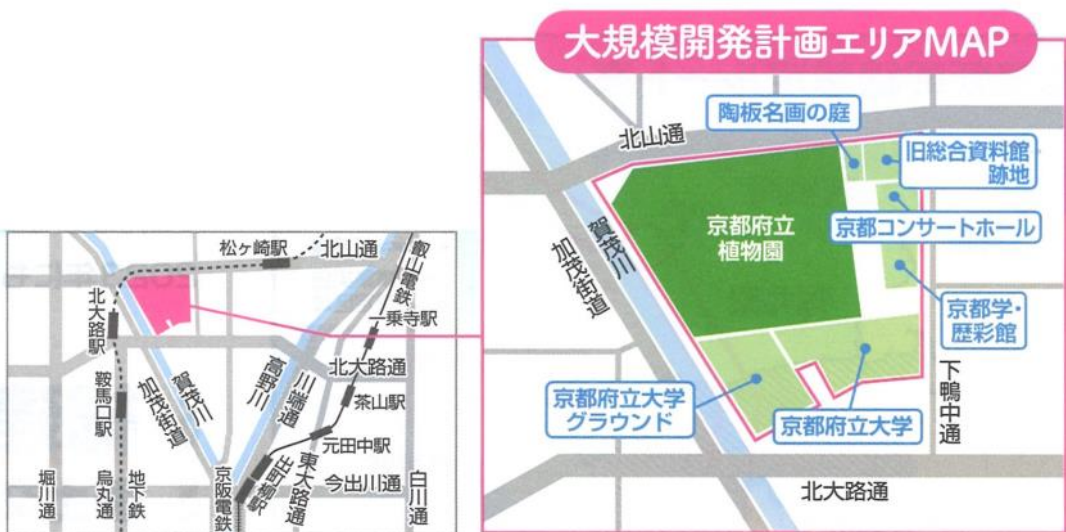 大規模開発計画エリアMAP
陶板名画の庭
北山通
旧総合資料館
跡地
京都府立
植物園
京都コンサートホール
賀茂川
加茂街道
京都学・
歴彩館
京都府立大学
グラウンド
京都府立大学
下鴨中通
北大路通
松ヶ崎駅
北山通
叡山電鉄
北大路駅
一乗寺駅
鞍馬口駅
加茂街道
賀茂川
高野川
川端通
北大路通
茶山駅
元田中駅
出町柳駅
東大路通
今出川通
白川通
堀川通
烏丸通
地下鉄
京阪電鉄